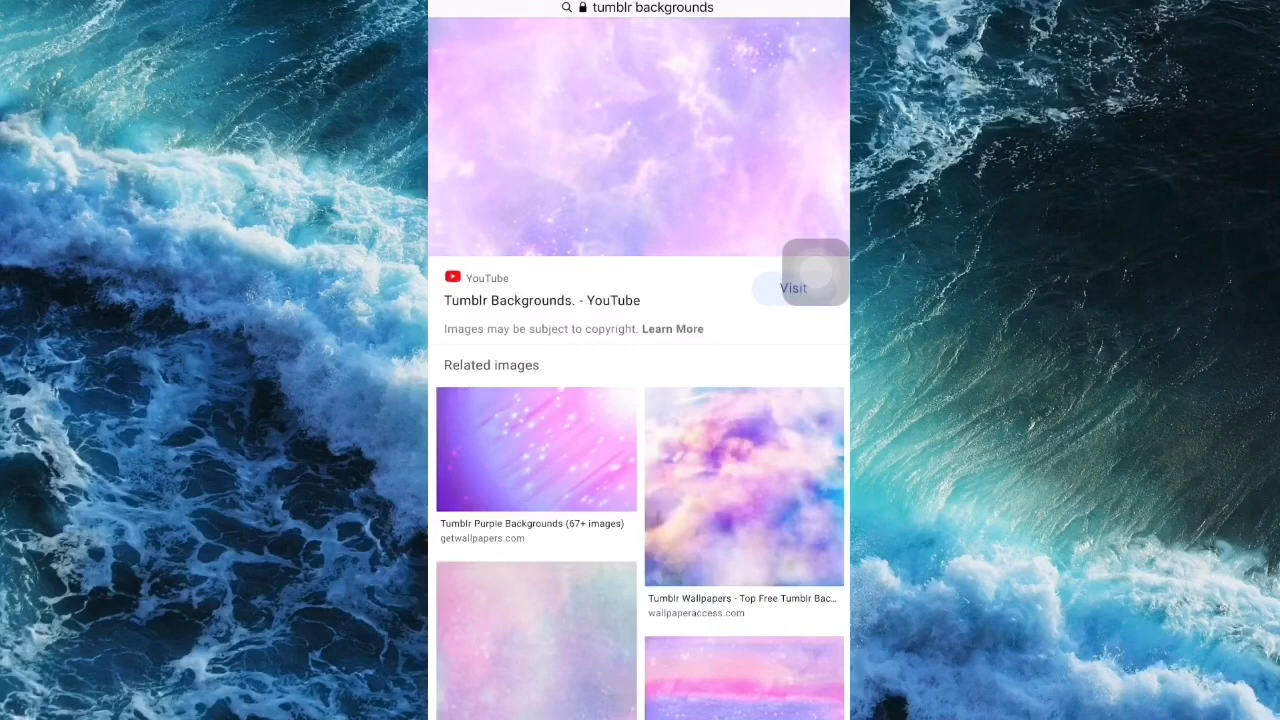 tumblr backgrounds
YouTube
Tumblr Backgrounds. - YouTube
Visit
Images may be subject to copyright. Learn More
Related images
Tumblr Purple Backgrounds (67+ images)
getwallpapers.com
Tumblr Wallpapers - Top Free Tumblr Bac...
wallpaperaccess.com